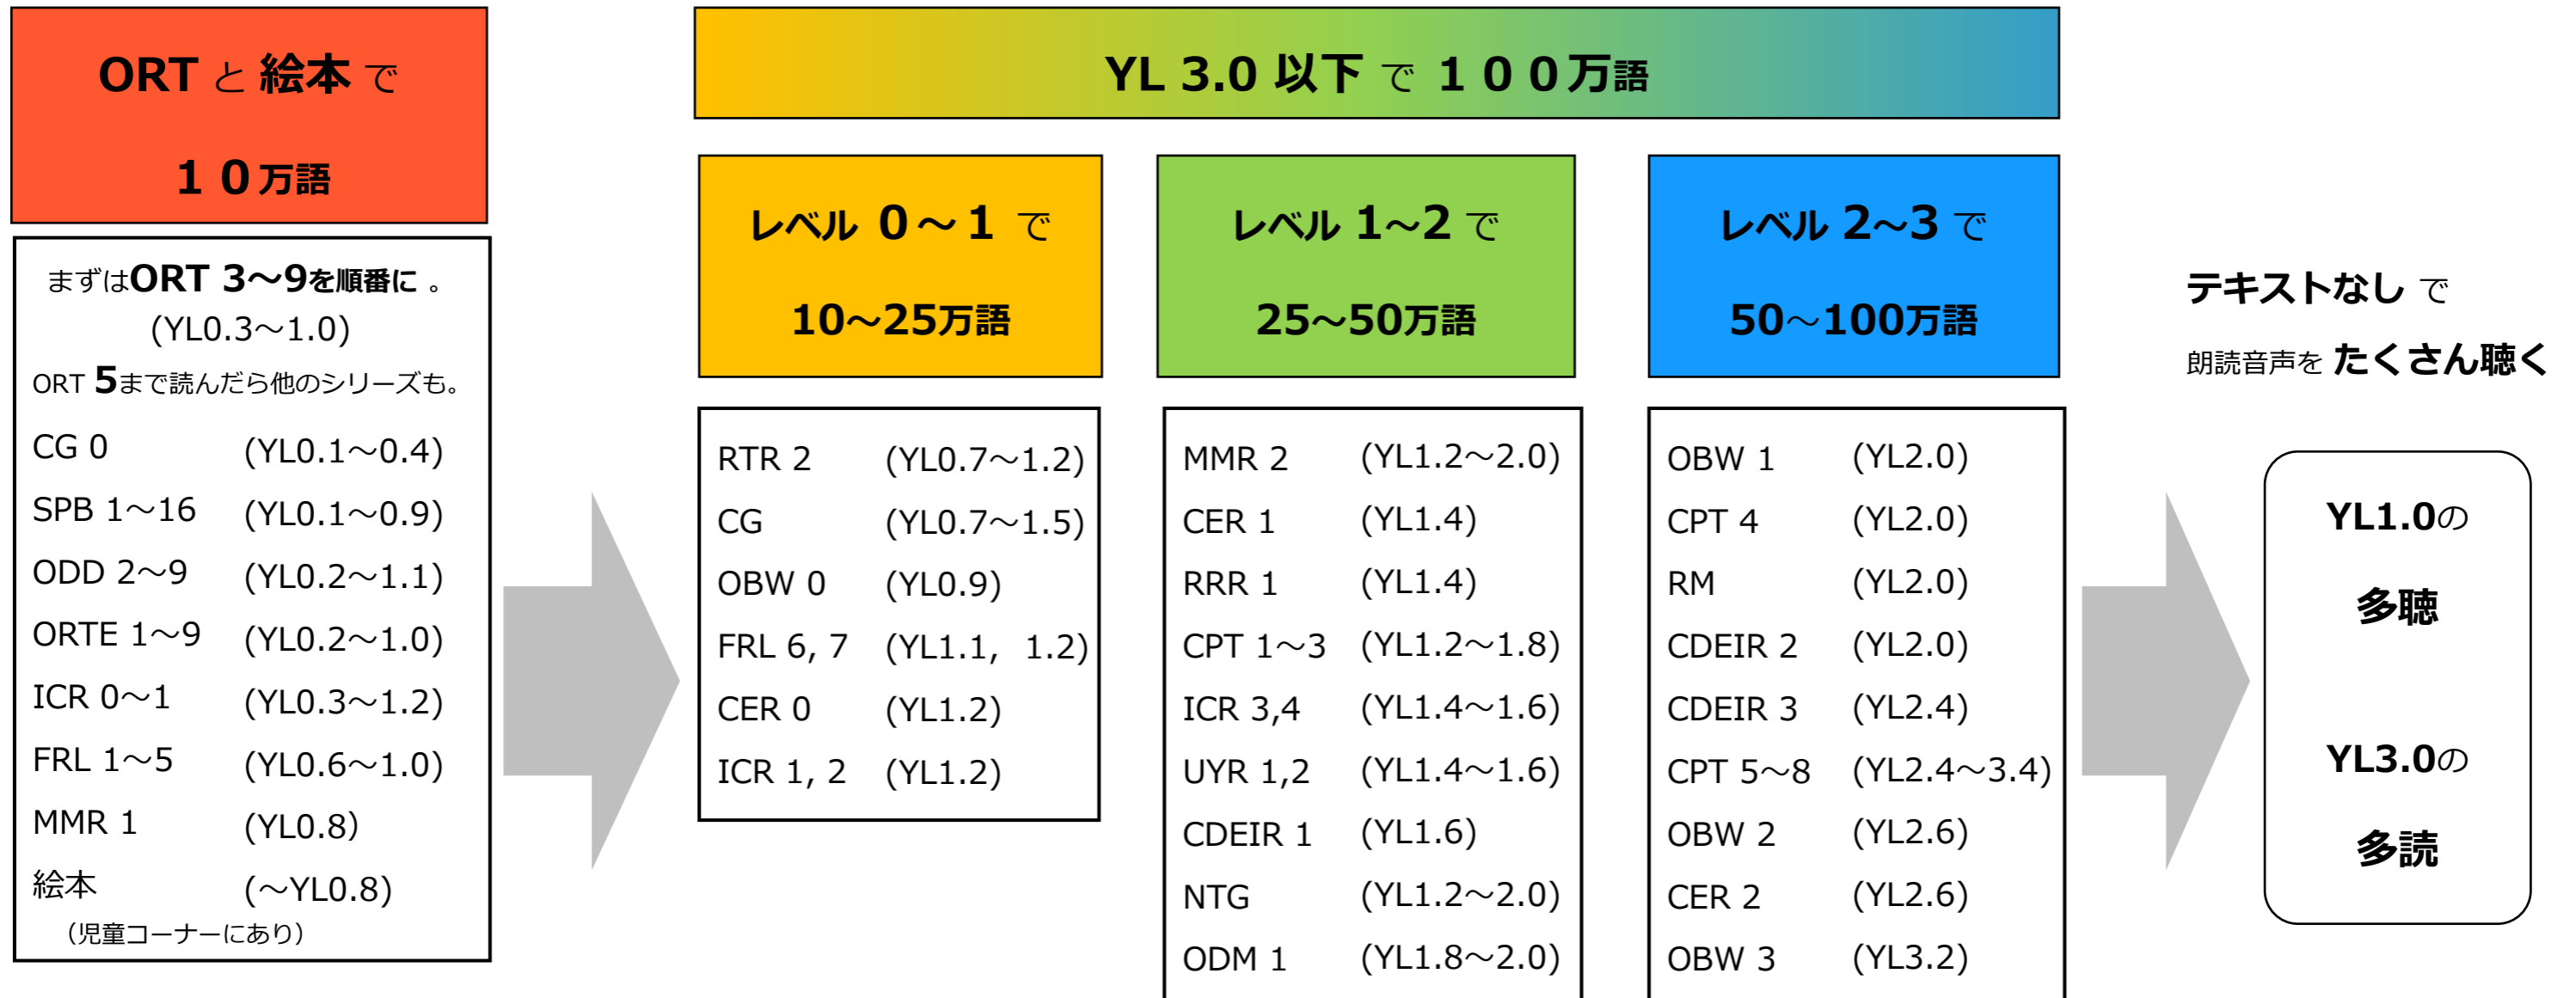 ORT と 絵本 で
１０万語
まずはORT 3～9を順番に 。
(YL0.3～1.0)
ORT 5まで読んだら他のシリーズも。
CG 0 (YL0.1～0.4)
SPB 1～16 (YL0.1～0.9)
ODD 2～9 (YL0.2～1.1)
ORTE 1～9 (YL0.2～1.0)
ICR 0～1 (YL0.3～1.2)
FRL 1～5 (YL0.6～1.0)
MMR 1 (YL0.8）
絵本 (～YL0.8)
（児童コーナーにあり）
YL 3.0 以下 で １００万語
レベル ０～１ で
10～25万語
RTR 2 (YL0.7～1.2)
CG (YL0.7～1.5)
OBW 0 (YL0.9)
FRL 6, 7 (YL1.1, 1.2)
CER 0 (YL1.2)
ICR 1, 2 (YL1.2)
レベル 1～2 で
25～50万語
MMR 2 (YL1.2～2.0)
CER 1 (YL1.4)
RRR 1 (YL1.4)
CPT 1～3 (YL1.2～1.8)
ICR 3,4 (YL1.4～1.6)
UYR 1,2 (YL1.4～1.6)
CDEIR 1 (YL1.6)
NTG (YL1.2～2.0)
ODM 1 (YL1.8～2.0)
レベル 2～3 で
50～100万語
OBW 1 (YL2.0)
CPT 4 (YL2.0)
RM (YL2.0)
CDEIR 2 (YL2.0)
CDEIR 3 (YL2.4)
CPT 5～8 (YL2.4～3.4)
OBW 2 (YL2.6)
CER 2 (YL2.6)
OBW 3 (YL3.2)
テキストなし で
朗読音声を たくさん聴く
YL1.0の
多聴
YL3.0の
多読